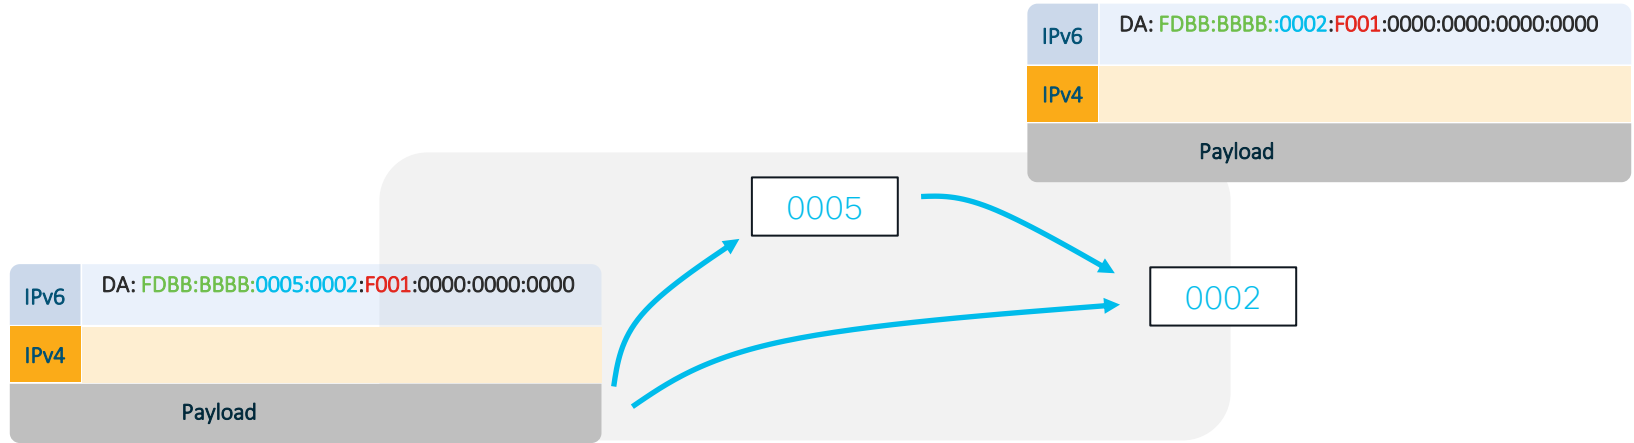 IPv6
DA: FDBB:BBBB::0002:F001:0000:0000:0000:0000
IPv4
Payload
0005
0002
IPv6
DA: FDBB:BBBB:0005:0002:F001:0000:0000:0000
IPv4
Payload